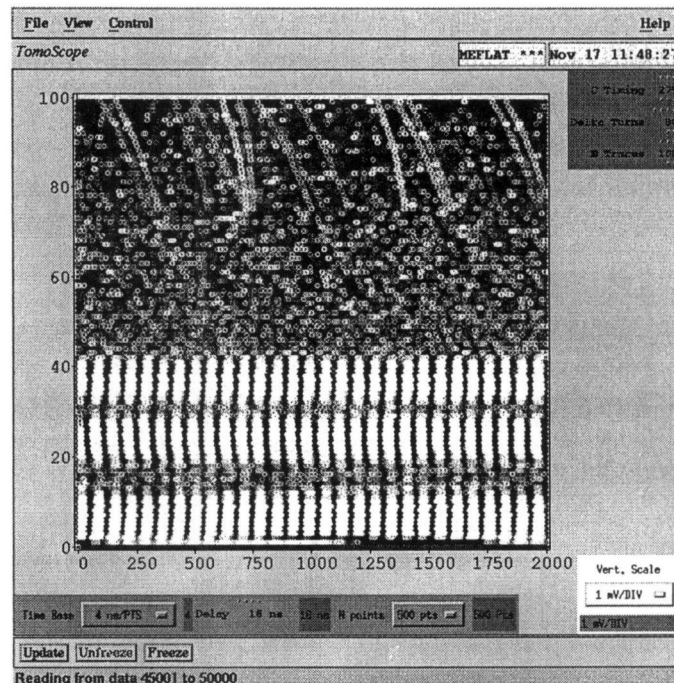 File View Control Help
TomoScope
MEFLAT *** Nov 17 11:48:27
C Timing
Delta Turns
N Traces
100
80
60
40
20
0
0 250 500 750 1000 1250 1500 1750 2000
Vert. Scale
1 mV/DIV
1 mV/DIV
Time Base 4 ns/PTS 4 Delay 16 ns N points 500 pts 500 Pts
Update Unfreeze Freeze
Reading from data 45001 to 50000